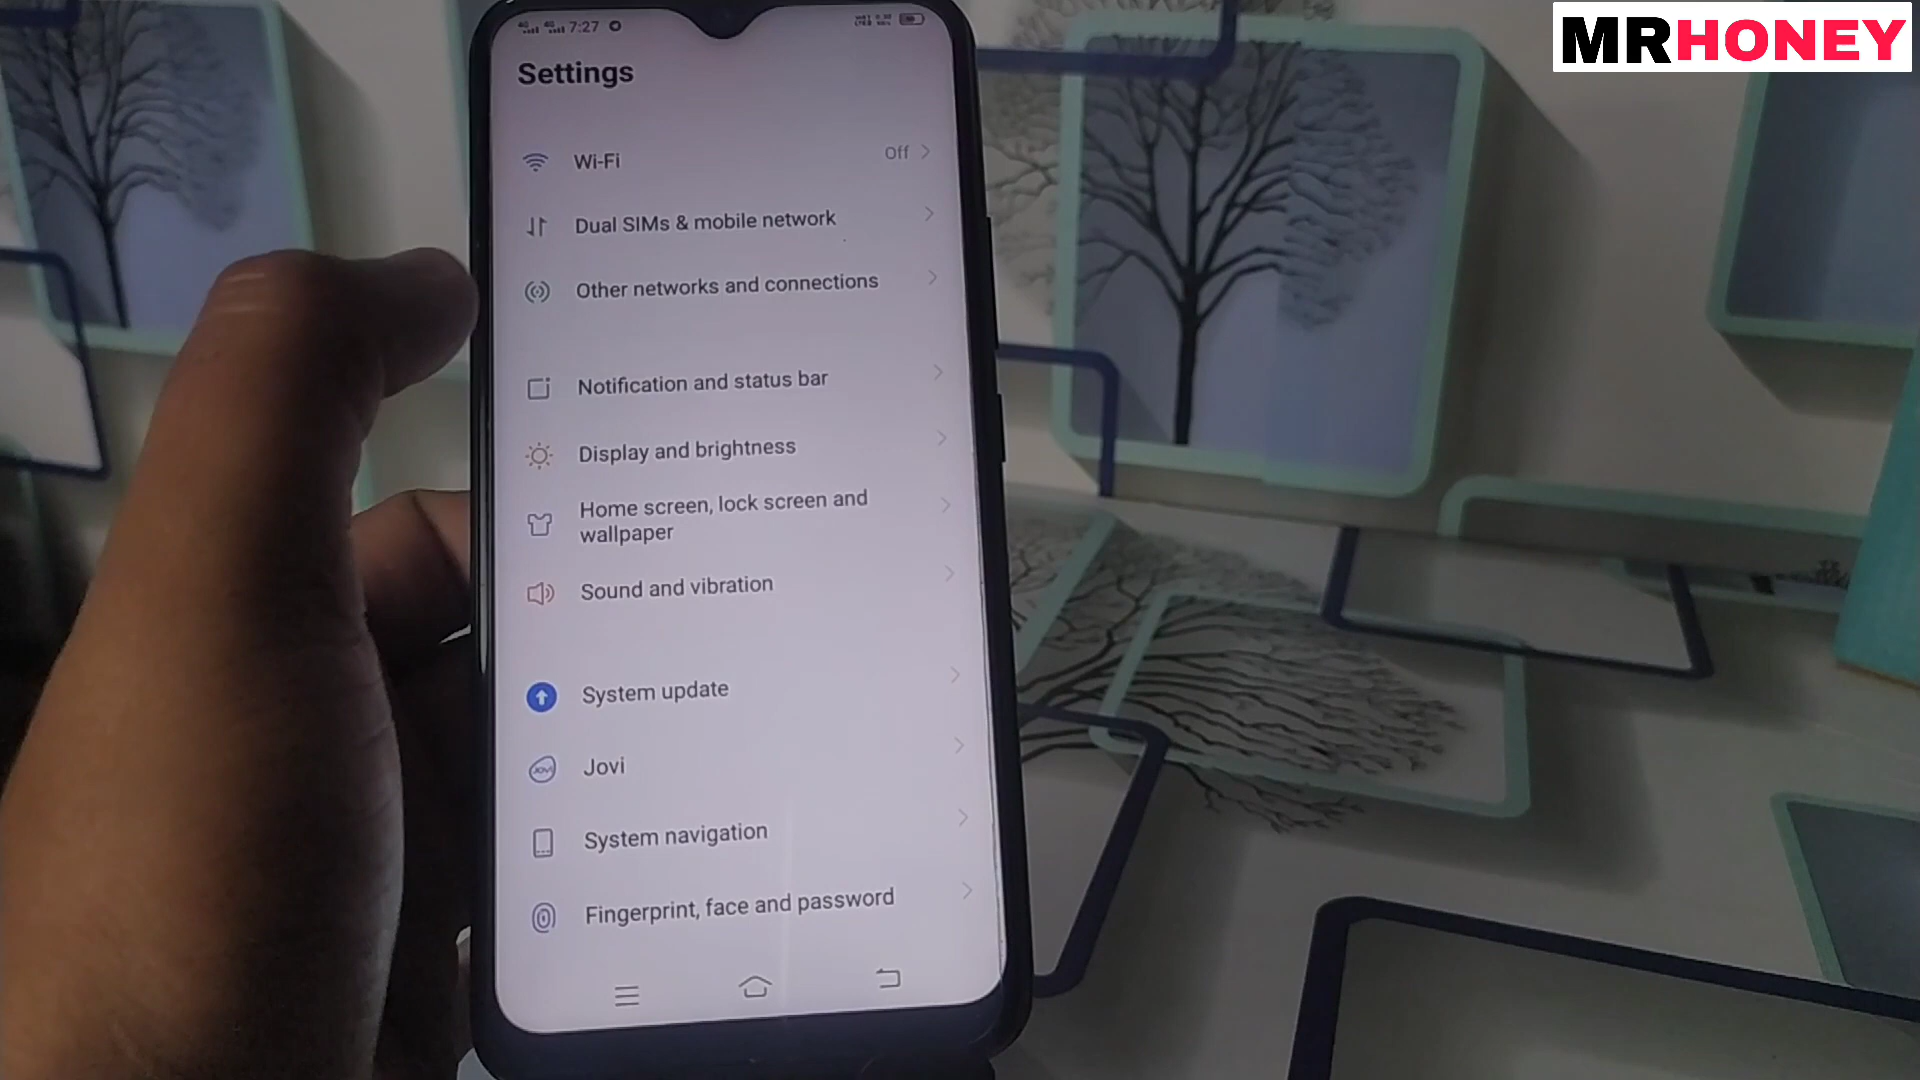 7:27
MRHONEY
Settings
Wi-Fi
Off
Dual SIMs & mobile network
Other networks and connections
Notification and status bar
Display and brightness
Home screen, lock screen and
wallpaper
Sound and vibration
System update
Jovi
System navigation
Fingerprint, face and password